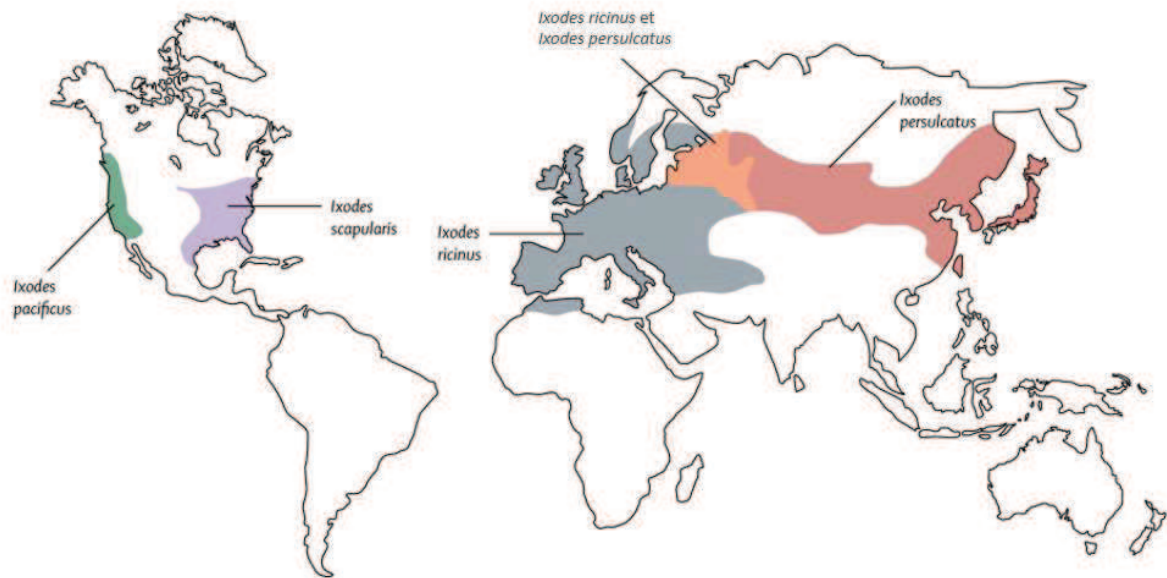 Ixodes ricinus et
Ixodes persulcatus
Ixodes
persulcatus
Ixodes
scapularis
Ixodes
ricinus
Ixodes
pacificus